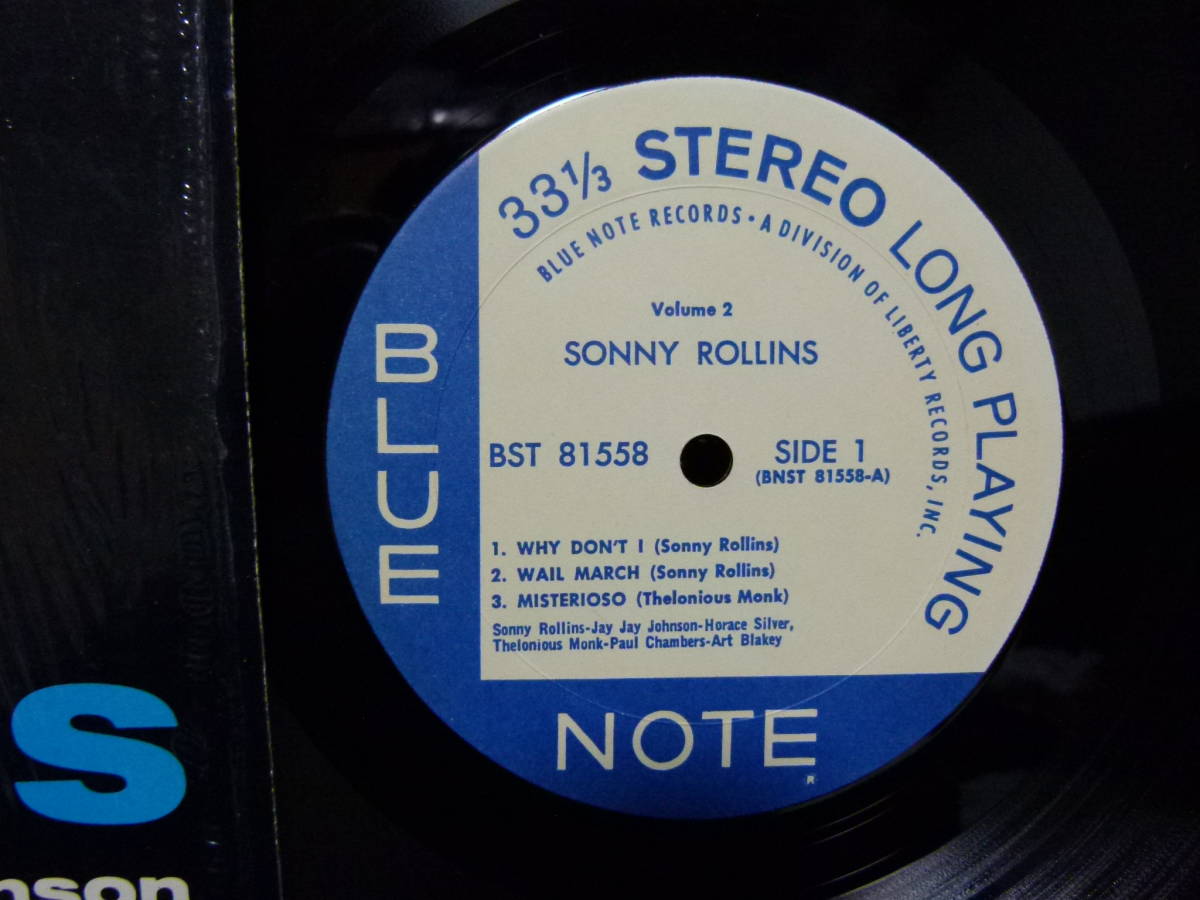 33⅓ STEREO LONG PLAYING
BLUE NOTE RECORDS • A DIVISION OF LIBERTY RECORDS, INC.
Volume 2
SONNY ROLLINS
BST 81558
SIDE 1
(BNST 81558-A)
1. WHY DON'T I (Sonny Rollins)
2. WAIL MARCH (Sonny Rollins)
3. MISTERIOSO (Thelonious Monk)
Sonny Rollins-Jay Jay Johnson-Horace Silver,
Thelonious Monk-Paul Chambers-Art Blakey
BLUE
NOTE
R
S
nson